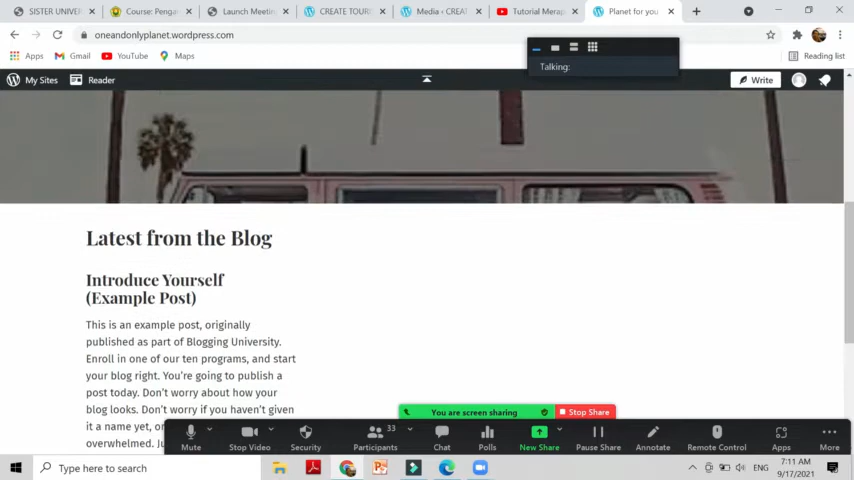 SISTER UNIVER
Course: Penga
Launch Meetin
CREATE TOUR
Media ‹ CREAT
Tutorial Merap
Planet for you
oneandonlyplanet.wordpress.com
Apps
Gmail
YouTube
Maps
Reading list
Talking:
My Sites
Reader
Write
Latest from the Blog
Introduce Yourself
(Example Post)
This is an example post, originally
published as part of Blogging University.
Enroll in one of our ten programs, and start
your blog right. You're going to publish a
post today. Don't worry about how your
blog looks. Don't worry if you haven't given
it a name yet, or
overwhelmed. Ju
You are screen sharing
Stop Share
Mute
Stop Video
Security
33
Participants
Chat
Polls
New Share
Pause Share
Annotate
Remote Control
Apps
More
Type here to search
ENG
7:11 AM
9/17/2021